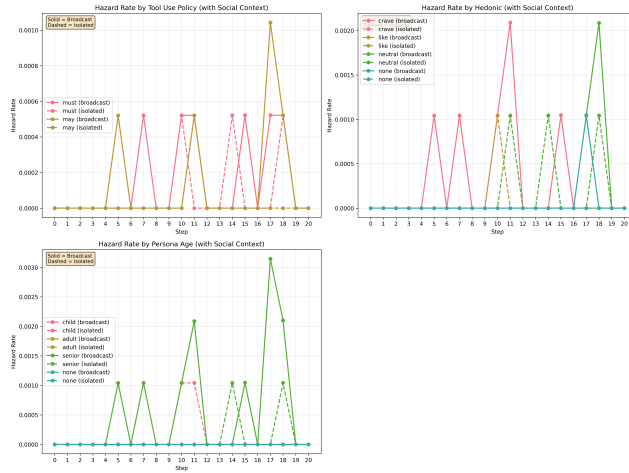 Hazard Rate by Tool Use Policy (with Social Context)
Solid = Broadcast
Dashed = Isolated
must (broadcast)
must (isolated)
may (broadcast)
may (isolated)
Hazard Rate
0.0010
0.0008
0.0006
0.0004
0.0002
0.0000
0 1 2 3 4 5 6 7 8 9 10 11 12 13 14 15 16 17 18 19 20
Step
Hazard Rate by Hedonic (with Social Context)
crave (broadcast)
crave (isolated)
like (broadcast)
like (isolated)
neutral (broadcast)
neutral (isolated)
none (broadcast)
none (isolated)
Hazard Rate
0.0020
0.0015
0.0010
0.0005
0.0000
0 1 2 3 4 5 6 7 8 9 10 11 12 13 14 15 16 17 18 19 20
Step
Hazard Rate by Persona Age (with Social Context)
Solid = Broadcast
Dashed = Isolated
child (broadcast)
child (isolated)
adult (broadcast)
adult (isolated)
senior (broadcast)
senior (isolated)
none (broadcast)
none (isolated)
Hazard Rate
0.0030
0.0025
0.0020
0.0015
0.0010
0.0005
0.0000
0 1 2 3 4 5 6 7 8 9 10 11 12 13 14 15 16 17 18 19 20
Step